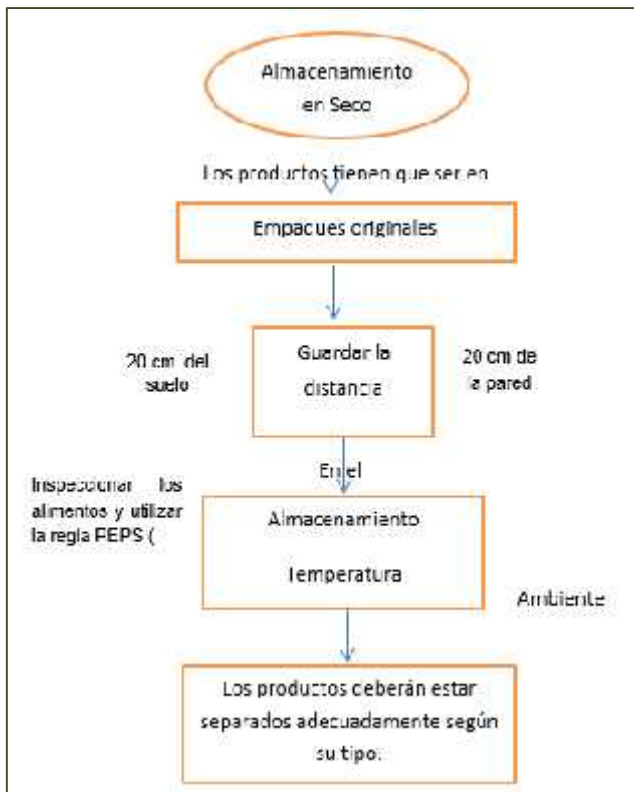 Almacenamiento
en Seco
Los productos tienen que ser en
Empaques originales
20 cm. del
suelo
Guardar la
distancia
20 cm de
la pared
En el
Inspeccionar los
alimentos y utilizar
la regla PEPS (
Almacenamiento
Temperatura
Ambiente
Los productos deberán estar
separados adecuadamente según
su tipo.